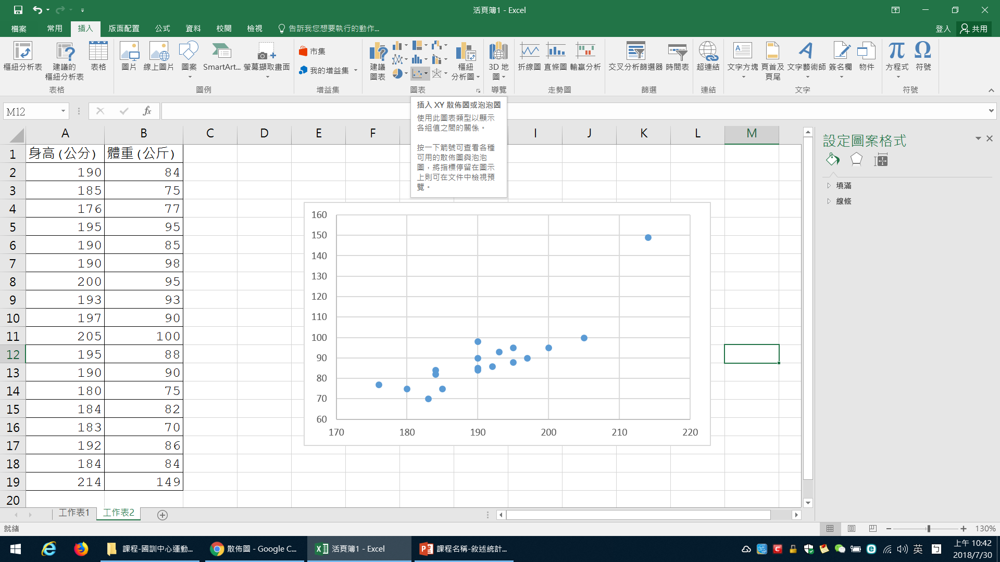 活頁簿1 - Excel
檔案 常用 插入 版面配置 公式 資料 校閱 檢視 告訴我您想要執行的動作... 登入 共用
樞紐分析表 建議的 樞紐分析表 表格 圖片 線上圖片 圖案 SmartArt... 螢幕擷取畫面 市集 我的增益集 建議 圖表 樞紐 分析圖 3D 地 圖 折線圖 直條圖 輸贏分析 交叉分析篩選器 時間表 超連結 文字方塊 頁首及 頁尾 文字藝術師 簽名欄 物件 方程式 符號
表格 圖例 增益集 圖表 導覽 走勢圖 篩選 連結 文字 符號
M12 fx
插入 XY 散佈圖或泡泡圖
使用此圖表類型以顯示
各組值之間的關係。
按一下箭號可查看各種
可用的散佈圖與泡泡
圖，將指標停留在圖示
上則可在文件中檢視預
覽。
A B C D E F I J K L M
1 身高(公分) 體重(公斤)
2 190 84
3 185 75
4 176 77
5 195 95
6 190 85
7 190 98
8 200 95
9 193 93
10 197 90
11 205 100
12 195 88
13 190 90
14 180 75
15 184 82
16 183 70
17 192 86
18 184 84
19 214 149
20
160
150
140
130
120
110
100
90
80
70
60
170 180 190 200 210 220
設定圖案格式
填滿
線條
工作表1 工作表2
就緒 130%
課程-國訓中心運動... 散佈圖 - Google C... 活頁簿1 - Excel 課程名稱-敘述統計... 英 ㄅ 上午 10:42
2018/7/30